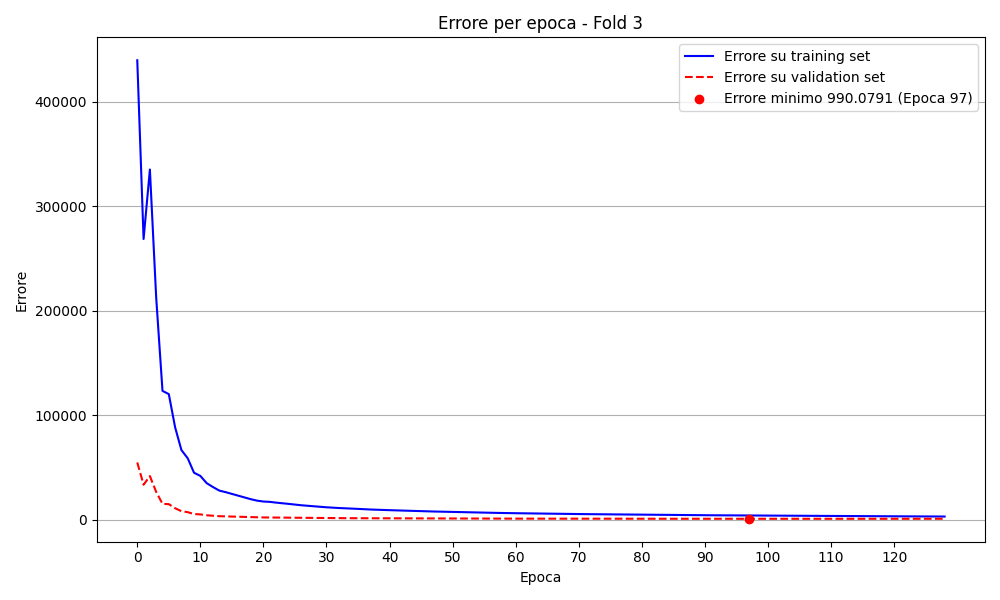 Errore per epoca - Fold 3
Errore su training set
Errore su validation set
Errore minimo 990.0791 (Epoca 97)
400000
300000
200000
100000
0
Errore
0 10 20 30 40 50 60 70 80 90 100 110 120
Epoca